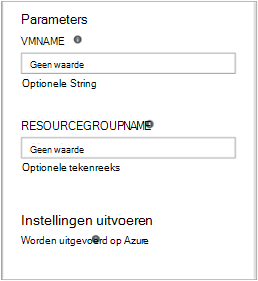 Parameters
VMNAME
Geen waarde
Optionele String
RESOURCEGROUPNAME
Geen waarde
Optionele tekenreeks
Instellingen uitvoeren
Worden uitgevoerd op Azure